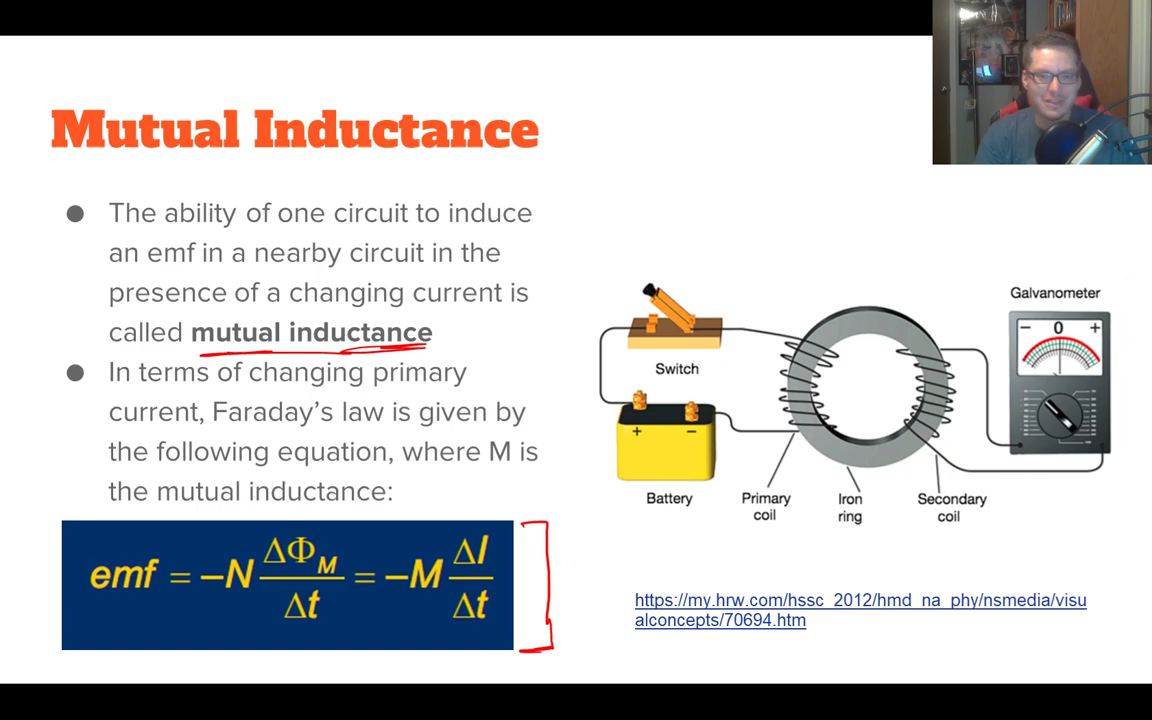 Mutual Inductance
● The ability of one circuit to induce
an emf in a nearby circuit in the
presence of a changing current is
called mutual inductance
● In terms of changing primary
current, Faraday’s law is given by
the following equation, where M is
the mutual inductance:
emf = −N ΔΦ_M/Δt = −M ΔI/Δt
Galvanometer
− 0 +
Switch
+ −
Battery
Primary
coil
Iron
ring
Secondary
coil
https://my.hrw.com/hssc_2012/hmd_na_phy/nsmedia/visu
alconcepts/70694.htm